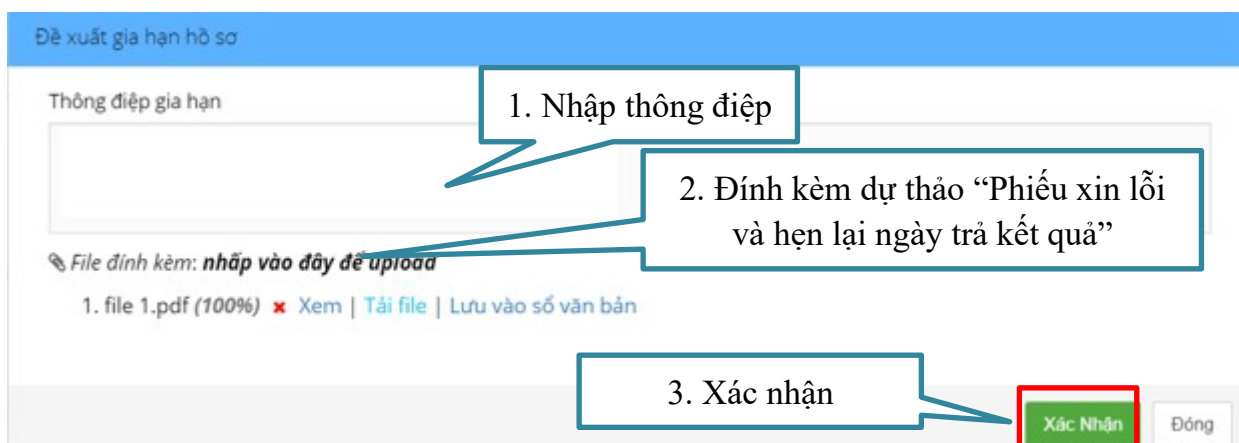 Đề xuất gia hạn hồ sơ
Thông điệp gia hạn
1. Nhập thông điệp
2. Đính kèm dự thảo “Phiếu xin lỗi
và hẹn lại ngày trả kết quả”
File đính kèm: nhấp vào đây để upload
1. file 1.pdf (100%) × Xem | Tải file | Lưu vào sổ văn bản
3. Xác nhận
Xác Nhận Đóng